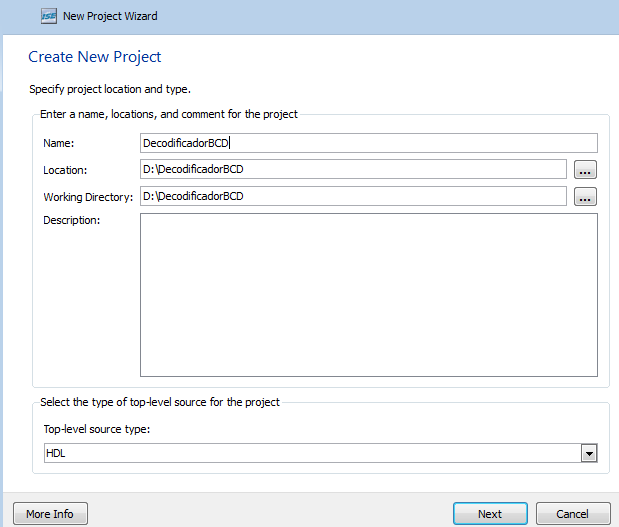 ISE New Project Wizard
Create New Project
Specify project location and type.
Enter a name, locations, and comment for the project
Name: DecodificadorBCD
Location: D:\DecodificadorBCD ...
Working Directory: D:\DecodificadorBCD ...
Description:
Select the type of top-level source for the project
Top-level source type:
HDL
More Info Next Cancel